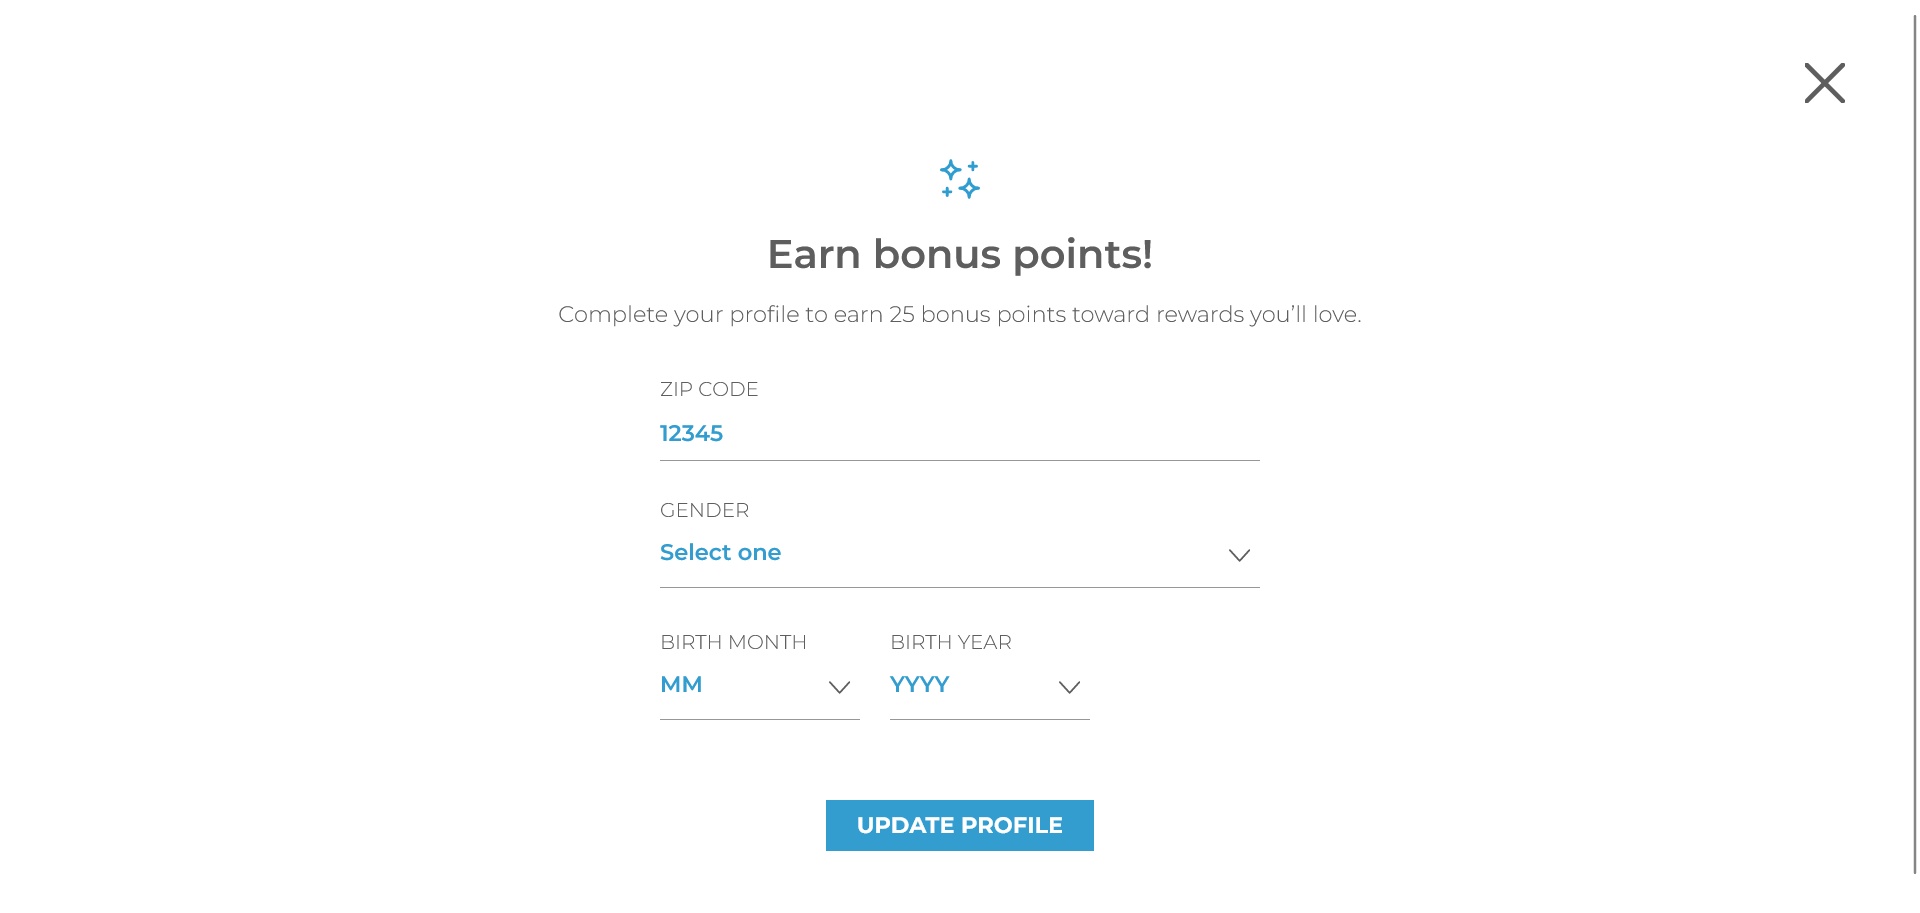 Earn bonus points!
Complete your profile to earn 25 bonus points toward rewards you’ll love.
ZIP CODE
12345
GENDER
Select one
BIRTH MONTH
BIRTH YEAR
MM
YYYY
UPDATE PROFILE